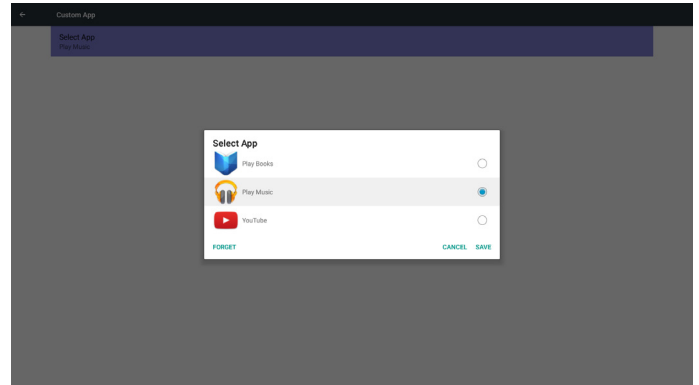 Custom App
Select App
Play Music
Select App
Play Books
Play Music
YouTube
FORGET CANCEL SAVE